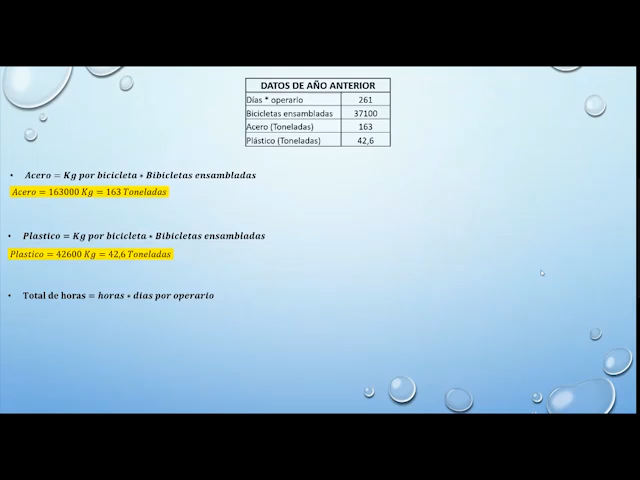 DATOS DE AÑO ANTERIOR
Días * operario 261
Bicicletas ensambladas 37100
Acero (Toneladas) 163
Plástico (Toneladas) 42,6
• Acero = Kg por bicicleta * Bibicletas ensambladas
Acero = 163000 Kg = 163 Toneladas
• Plastico = Kg por bicicleta * Bibicletas ensambladas
Plastico = 42600 Kg = 42,6 Toneladas
• Total de horas = horas * dias por operario